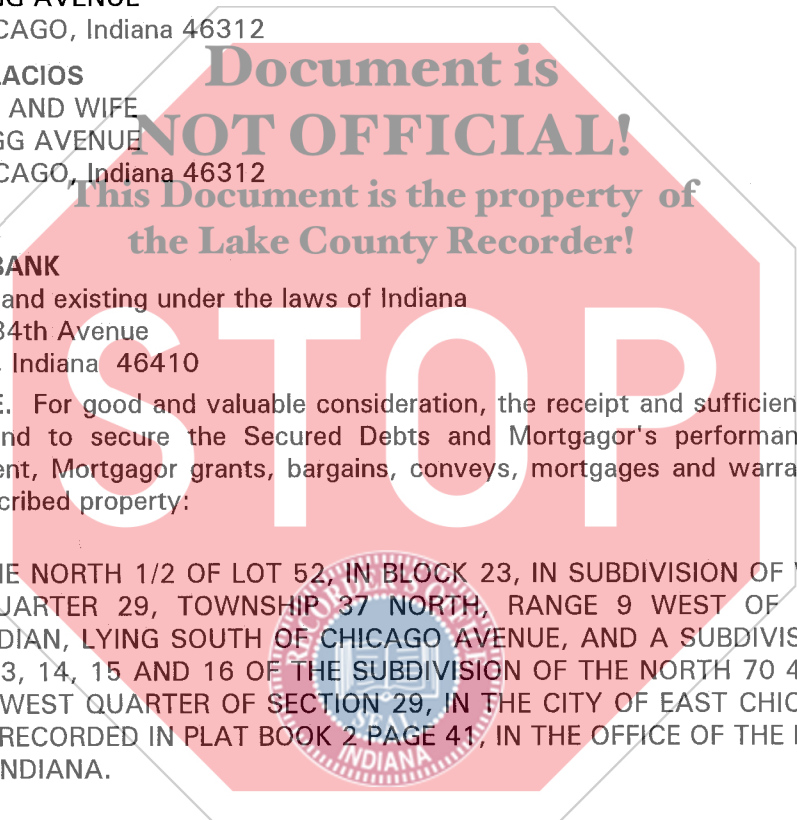 GG AVENUE
CAGO, Indiana 46312
Document is
LACIOS
AND WIFE
GG AVENUE
NOT OFFICIAL!
CAGO, Indiana 46312
This Document is the property of
the Lake County Recorder!
BANK
and existing under the laws of Indiana
84th Avenue
, Indiana 46410
STOP
E. For good and valuable consideration, the receipt and sufficien
nd to secure the Secured Debts and Mortgagor's performan
ent, Mortgagor grants, bargains, conveys, mortgages and warra
cribed property:
HE NORTH 1/2 OF LOT 52, IN BLOCK 23, IN SUBDIVISION OF
UARTER 29, TOWNSHIP 37 NORTH, RANGE 9 WEST OF
DIAN, LYING SOUTH OF CHICAGO AVENUE, AND A SUBDIVIS
3, 14, 15 AND 16 OF THE SUBDIVISION OF THE NORTH 70 4
WEST QUARTER OF SECTION 29, IN THE CITY OF EAST CHIC
RECORDED IN PLAT BOOK 2 PAGE 41, IN THE OFFICE OF THE
NDIANA.
SEAL
INDIANA